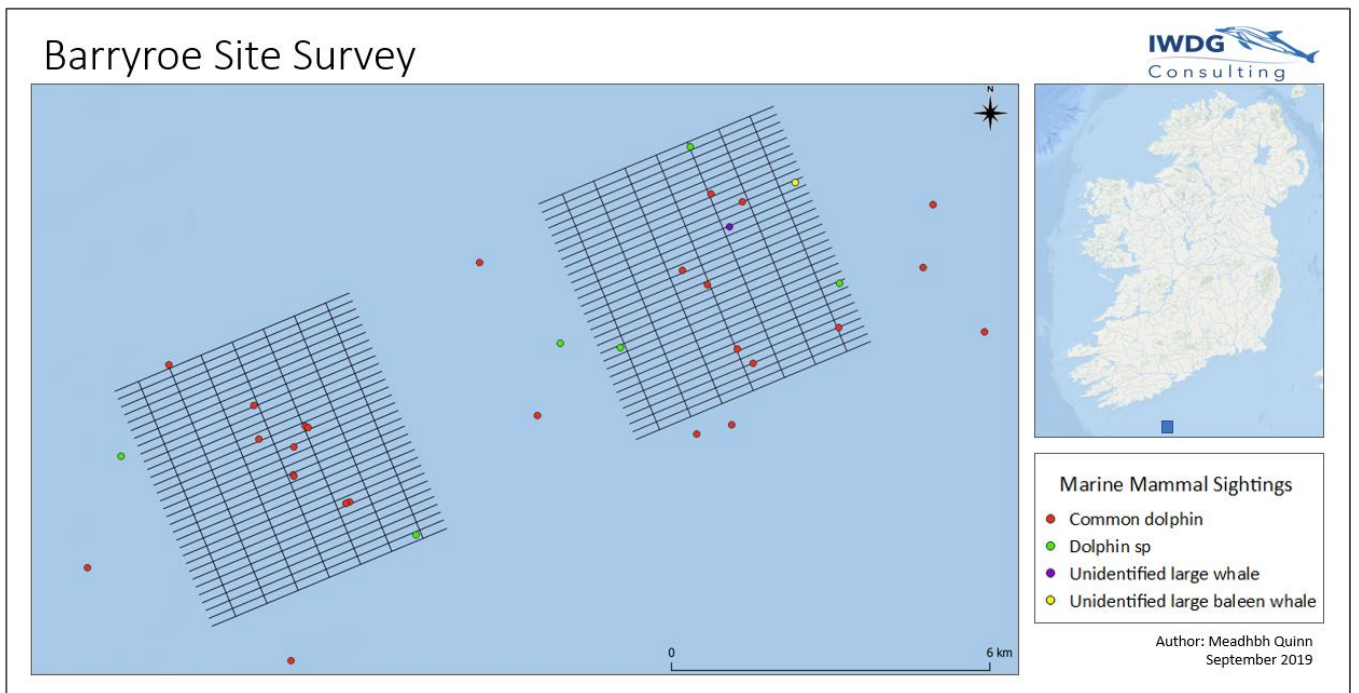 Barryroe Site Survey
IWDG
Consulting
N
0
6 km
Marine Mammal Sightings
Common dolphin
Dolphin sp
Unidentified large whale
Unidentified large baleen whale
Author: Meadhbh Quinn
September 2019